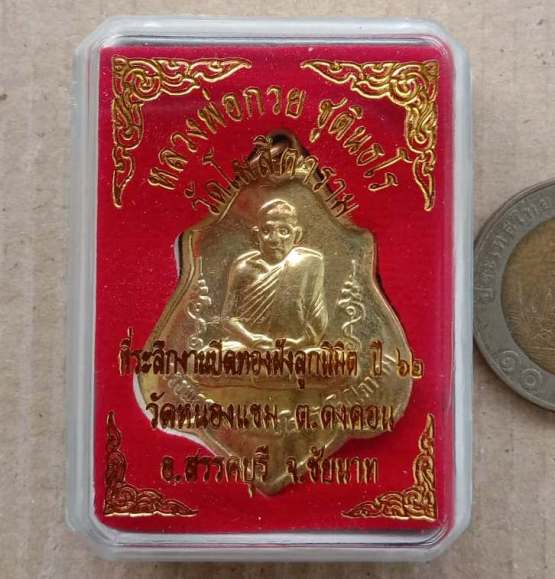 หลวงพ่อกวย ชุตินธโร
วัดโฆสิตาราม
ที่ระลึกงานปิดทองฝังลูกนิมิต ปี ๖๒
วัดหนองแขม ต.ดงคอน
อ.สรรคบุรี จ.ชัยนาท